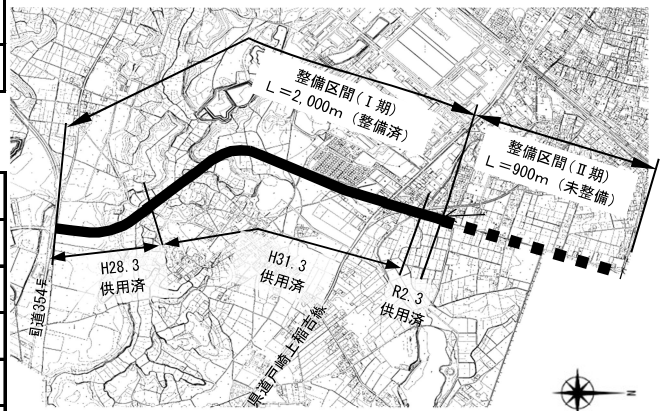 整備区間(Ⅰ期)
L=2,000m (整備済)
整備区間(Ⅱ期)
L=900m (未整備)
H28.3
供用済
H31.3
供用済
R2.3
供用済
国道354号
県道戸崎上稲吉線
N